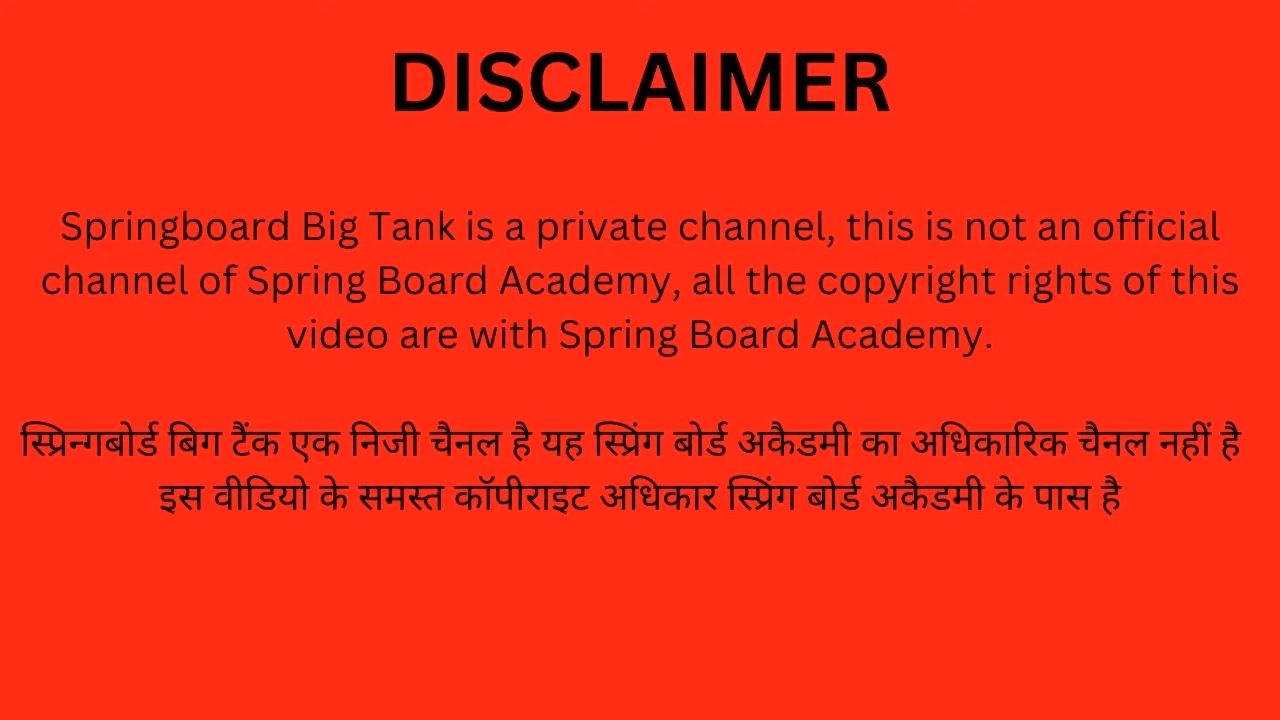 DISCLAIMER
Springboard Big Tank is a private channel, this is not an official
channel of Spring Board Academy, all the copyright rights of this
video are with Spring Board Academy.
स्प्रिन्गबोर्ड बिग टैंक एक निजी चैनल है यह स्प्रिंग बोर्ड अकैडमी का अधिकारिक चैनल नहीं है
इस वीडियो के समस्त कॉपीराइट अधिकार स्प्रिंग बोर्ड अकैडमी के पास है